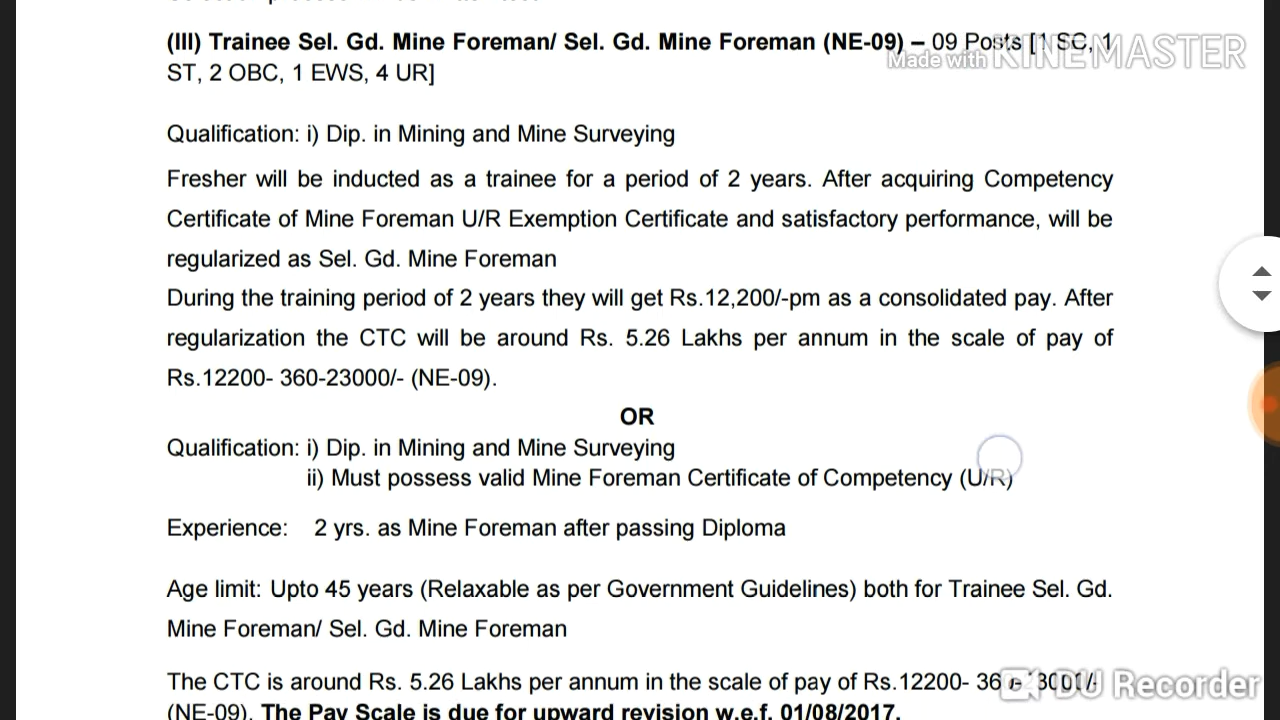 (III) Trainee Sel. Gd. Mine Foreman/ Sel. Gd. Mine Foreman (NE-09) – 09 Posts [1 SC, 1
Made with KINEMASTER
ST, 2 OBC, 1 EWS, 4 UR]
Qualification: i) Dip. in Mining and Mine Surveying
Fresher will be inducted as a trainee for a period of 2 years. After acquiring Competency
Certificate of Mine Foreman U/R Exemption Certificate and satisfactory performance, will be
regularized as Sel. Gd. Mine Foreman
During the training period of 2 years they will get Rs.12,200/-pm as a consolidated pay. After
regularization the CTC will be around Rs. 5.26 Lakhs per annum in the scale of pay of
Rs.12200- 360-23000/- (NE-09).
OR
Qualification: i) Dip. in Mining and Mine Surveying
ii) Must possess valid Mine Foreman Certificate of Competency (U/R)
Experience: 2 yrs. as Mine Foreman after passing Diploma
Age limit: Upto 45 years (Relaxable as per Government Guidelines) both for Trainee Sel. Gd.
Mine Foreman/ Sel. Gd. Mine Foreman
The CTC is around Rs. 5.26 Lakhs per annum in the scale of pay of Rs.12200-
DU Recorder
(NE-09). The Pay Scale is due for upward revision w.e.f. 01/08/2017.